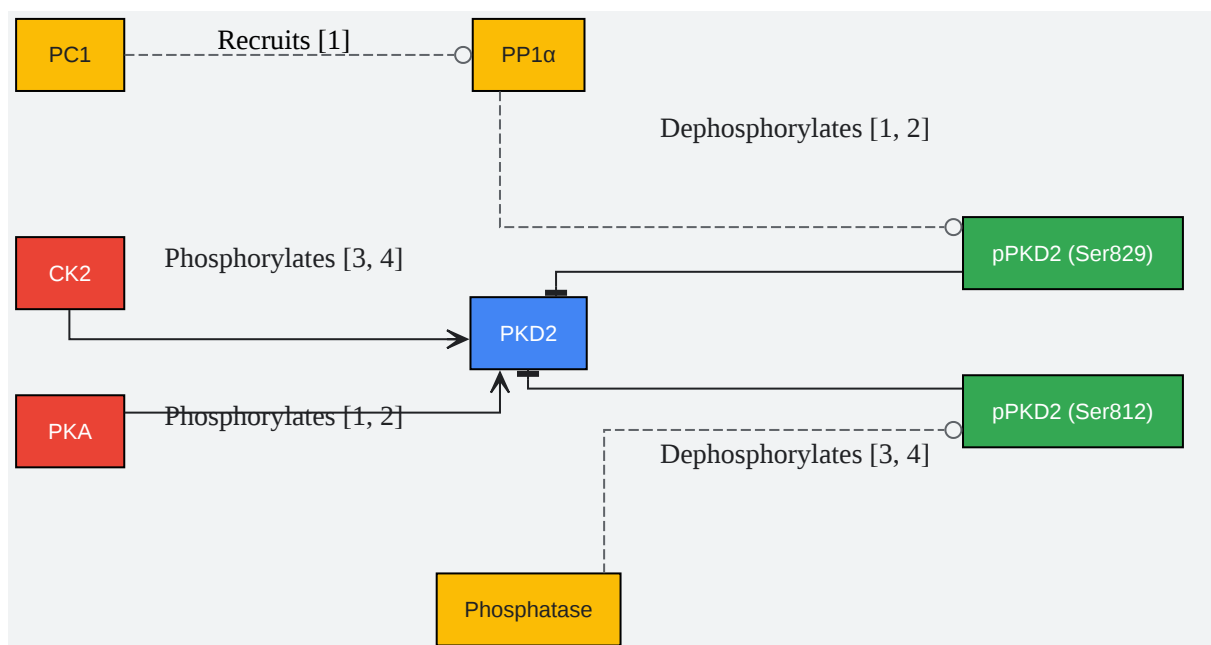 PC1
Recruits [1]
PP1α
Dephosphorylates [1, 2]
CK2
Phosphorylates [3, 4]
pPKD2 (Ser829)
PKD2
PKA
Phosphorylates [1, 2]
pPKD2 (Ser812)
Dephosphorylates [3, 4]
Phosphatase